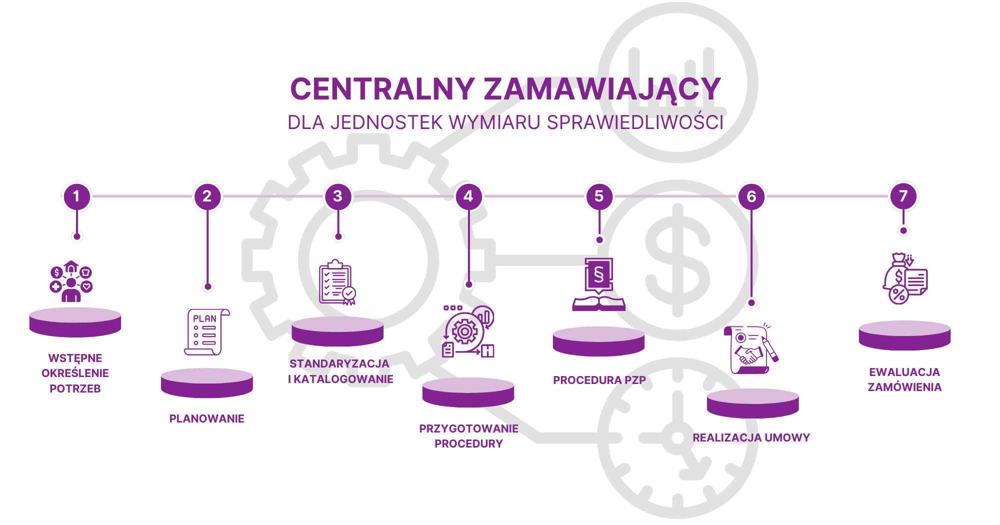 CENTRALNY ZAMAWIAJĄCY
DLA JEDNOSTEK WYMIARU SPRAWIEDLIWOŚCI
1
2
3
4
5
6
7
$
WSTĘPNE
OKREŚLENIE
POTRZEB
PLAN
PLANOWANIE
STANDARYZACJA
I KATALOGOWANIE
PRZYGOTOWANIE
PROCEDURY
§
PROCEDURA PZP
REALIZACJA UMOWY
$
%
EWALUACJA
ZAMÓWIENIA
$